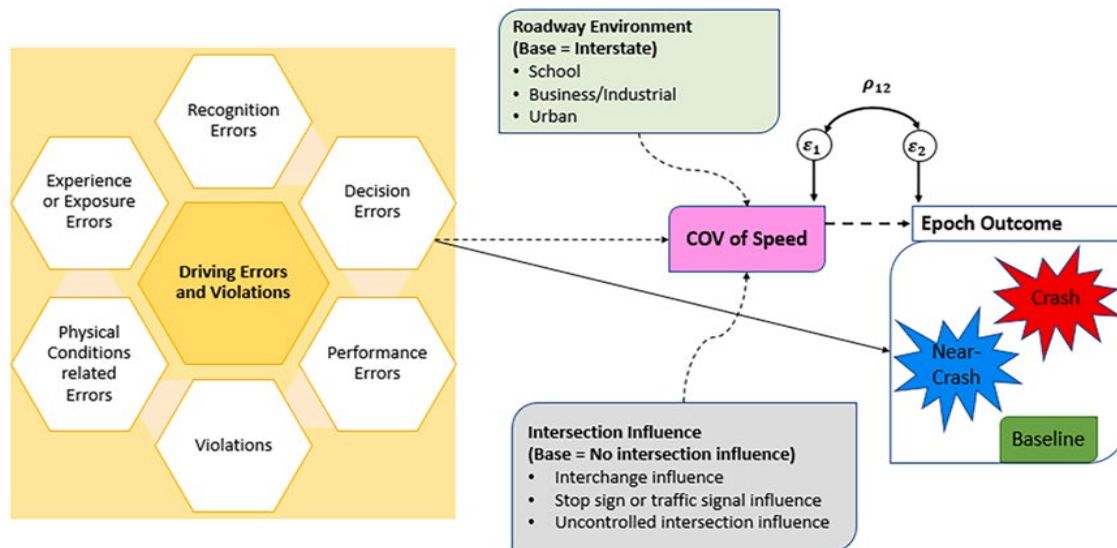 Recognition
Errors
Experience
or Exposure
Errors
Decision
Errors
Driving Errors
and Violations
Physical
Conditions
related
Errors
Performance
Errors
Violations
Roadway Environment
(Base = Interstate)
• School
• Business/Industrial
• Urban
ρ12
ε1
ε2
COV of Speed
Epoch Outcome
Crash
Near-
Crash
Baseline
Intersection Influence
(Base = No intersection influence)
• Interchange influence
• Stop sign or traffic signal influence
• Uncontrolled intersection influence